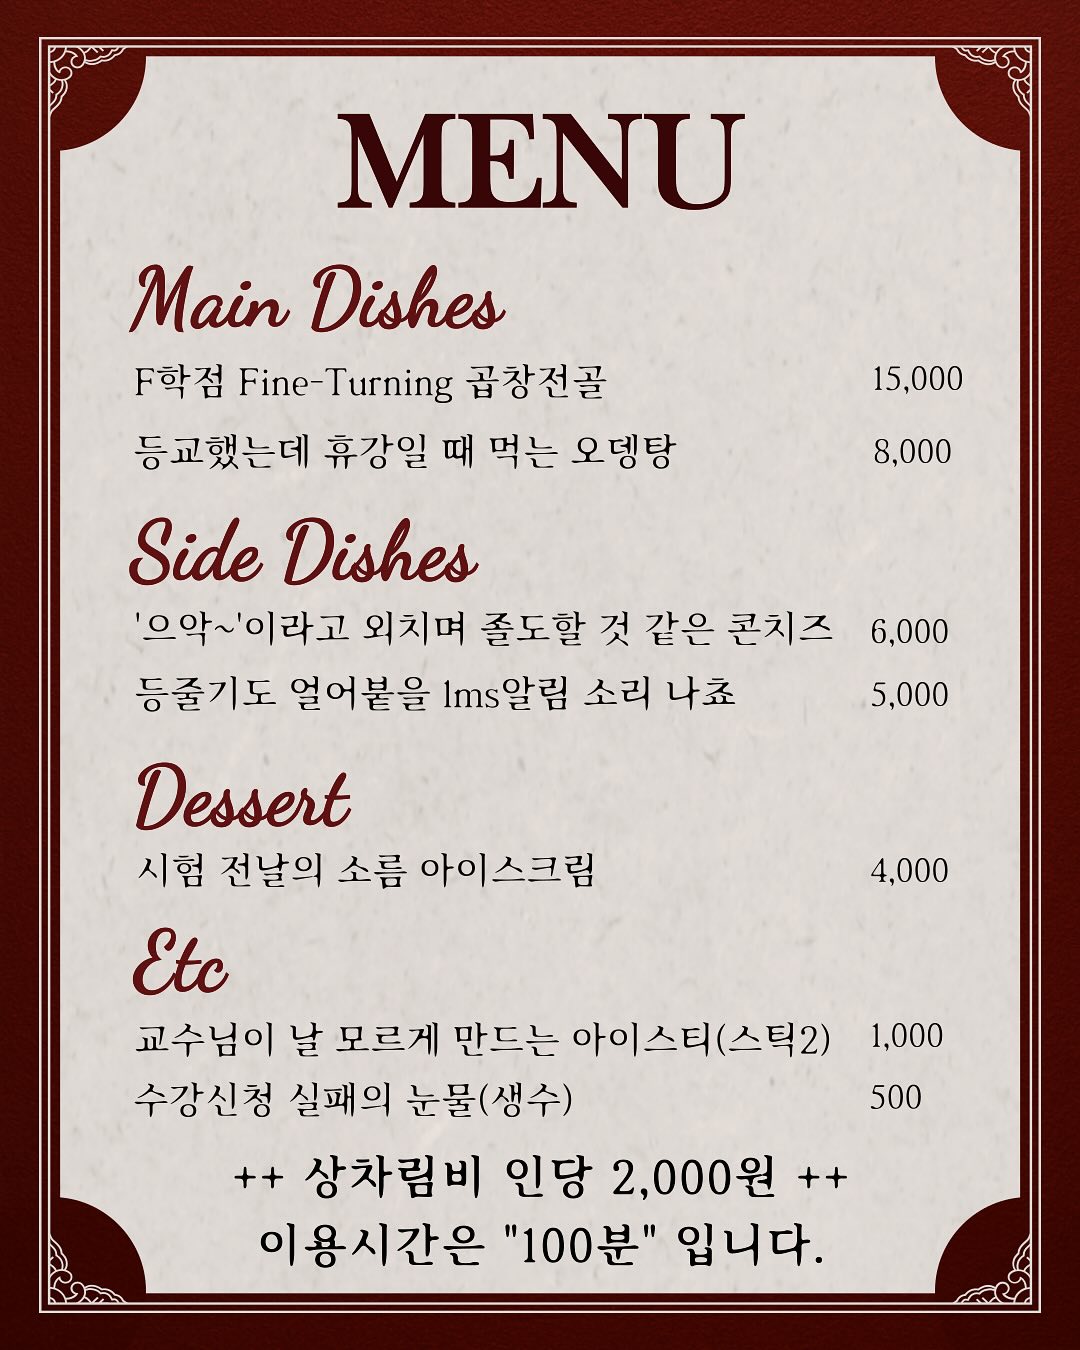 MENU
Main Dishes
F학점 Fine-Turning 곱창전골 15,000
등교했는데 휴강일 때 먹는 오뎅탕 8,000
Side Dishes
'으악~'이라고 외치며 졸도할 것 같은 콘치즈 6,000
등줄기도 얼어붙을 lms알림 소리 나쵸 5,000
Dessert
시험 전날의 소름 아이스크림 4,000
Etc
교수님이 날 모르게 만드는 아이스티(스틱2) 1,000
수강신청 실패의 눈물(생수) 500
++ 상차림비 인당 2,000원 ++
이용시간은 "100분" 입니다.